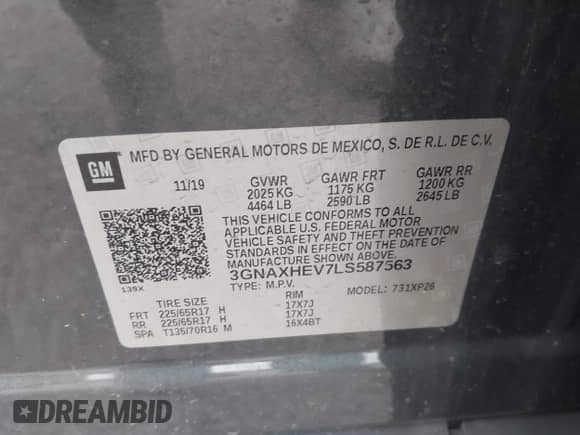 GM
MFD BY GENERAL MOTORS DE MEXICO, S. DE R.L. DE C.V.
11/19 GVWR GAWR FRT GAWR RR
2025 KG 1175 KG 1200 KG
4464 LB 2590 LB 2645 LB
THIS VEHICLE CONFORMS TO ALL
APPLICABLE U.S. FEDERAL MOTOR
VEHICLE SAFETY AND THEFT PREVENTION
STANDARDS IN EFFECT ON THE DATE OF
MANUFACTURE SHOWN ABOVE.
139X
3GNAXHEV7LS587563
TYPE: M.P.V. MODEL: 731XP26
TIRE SIZE RIM
FRT 225/65R17 H 17X7J
RR 225/65R17 H 17X7J
SPA T135/70R16 M 16X4BT
DREAMBID